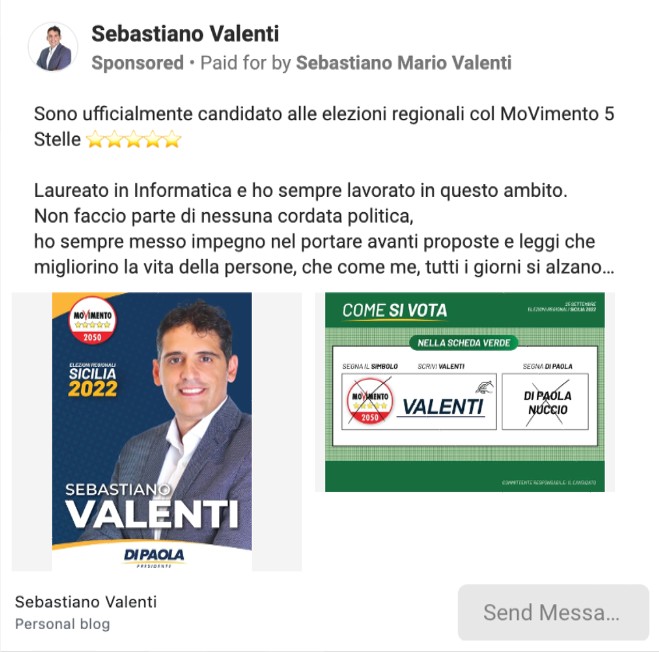 Sebastiano Valenti
Sponsored • Paid for by Sebastiano Mario Valenti
Sono ufficialmente candidato alle elezioni regionali col MoVimento 5
Stelle ⭐⭐⭐⭐⭐
Laureato in Informatica e ho sempre lavorato in questo ambito.
Non faccio parte di nessuna cordata politica,
ho sempre messo impegno nel portare avanti proposte e leggi che
migliorino la vita della persone, che come me, tutti i giorni si alzano...
MOVIMENTO
2050
ELEZIONI REGIONALI
SICILIA
2022
SEBASTIANO
VALENTI
DI PAOLA
PRESIDENTE
COME SI VOTA
25 SETTEMBRE
ELEZIONI REGIONALI SICILIA 2022
NELLA SCHEDA VERDE
SEGNA IL SIMBOLO
SCRIVI VALENTI
SEGNA DI PAOLA
MOVIMENTO
2050
VALENTI
DI PAOLA
NUCCIO
COMMITTENTE RESPONSABILE: IL CANDIDATO
Sebastiano Valenti
Personal blog
Send Messa...